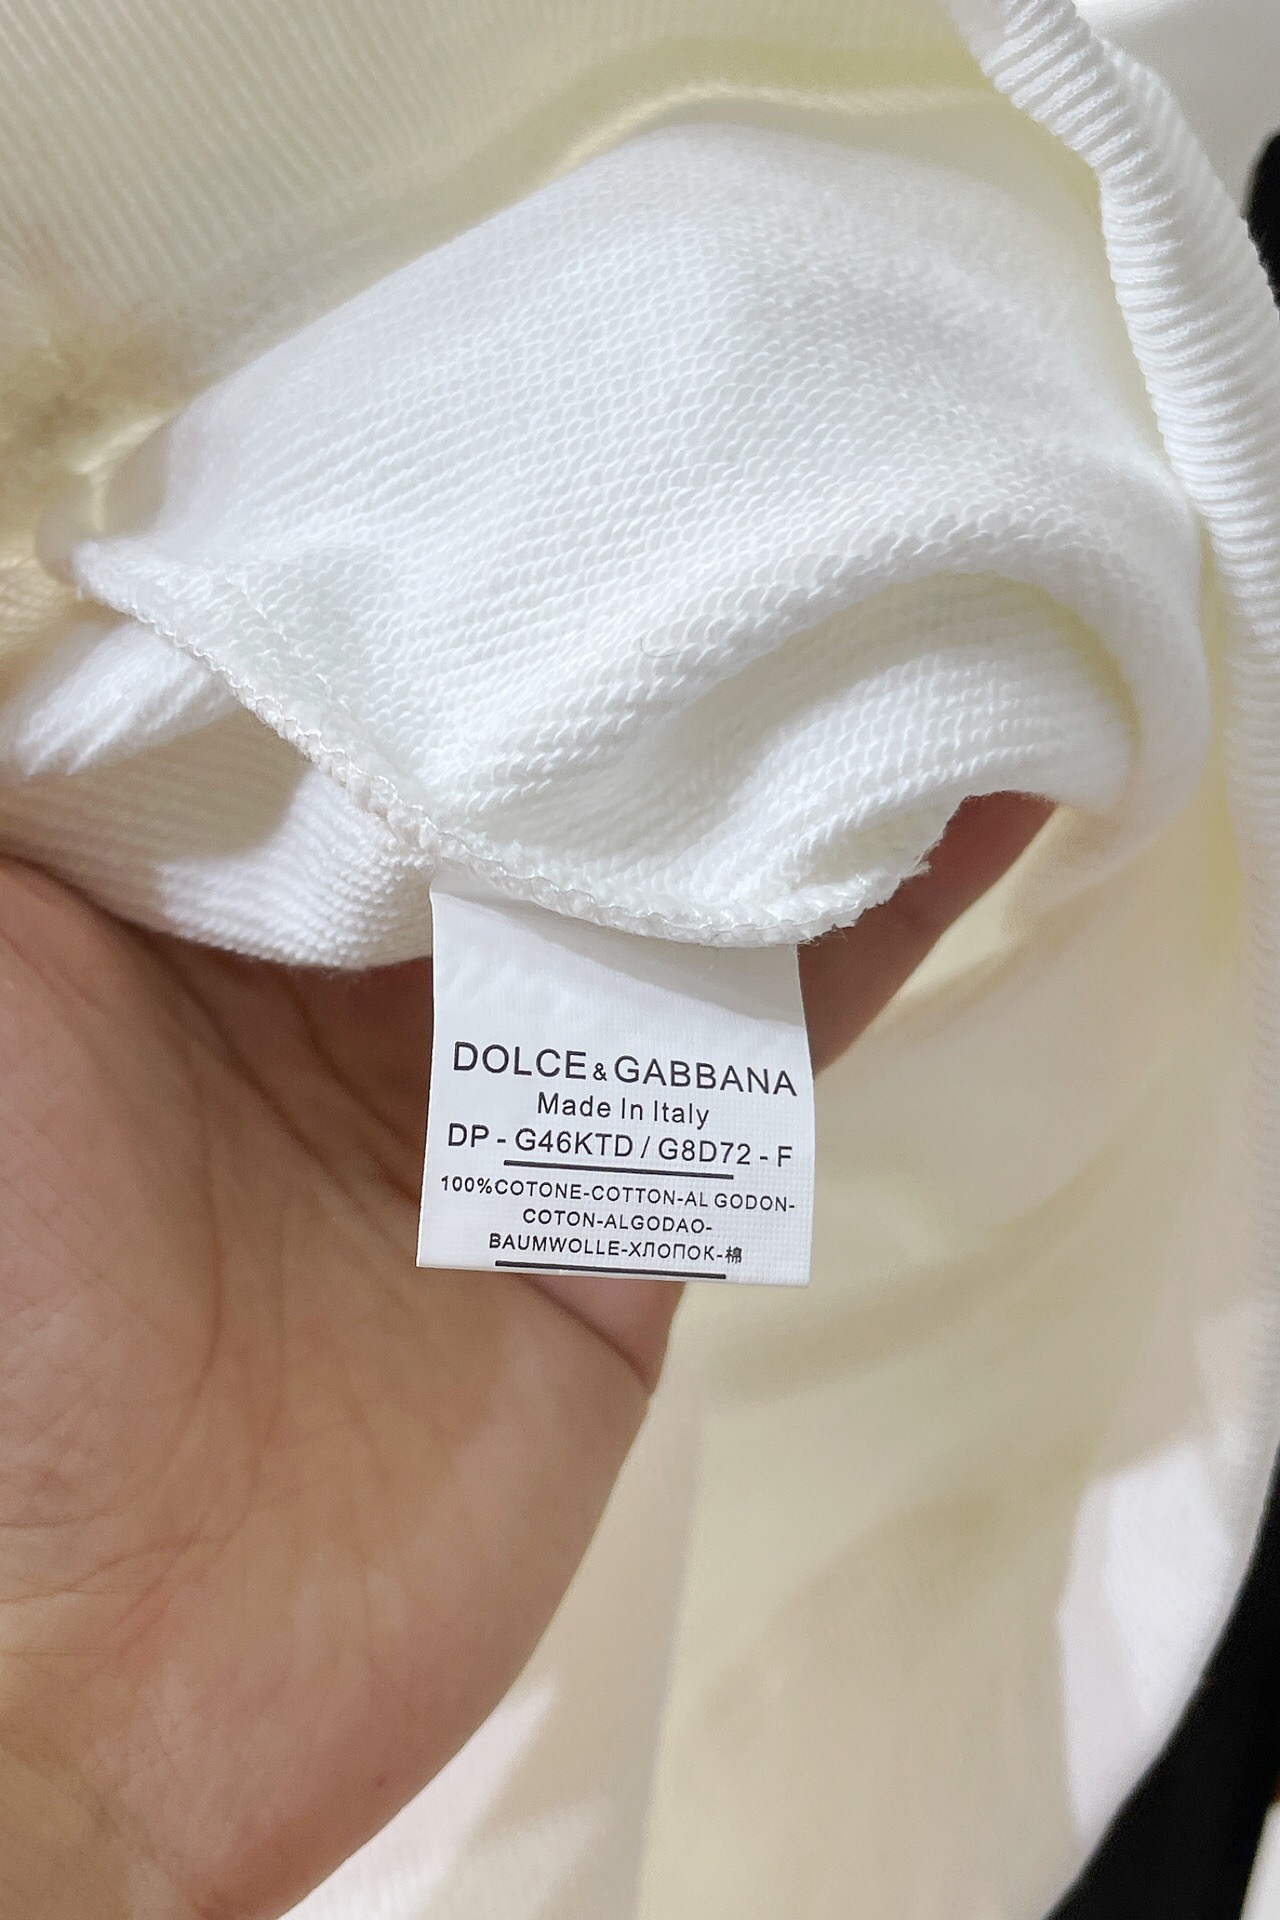 DOLCE&GABBANA
Made In Italy
DP - G46KTD / G8D72 - F
100%COTONE-COTTON-AL GODON-
COTON-ALGODAO-
BAUMWOLLE-ХЛОПОК-棉